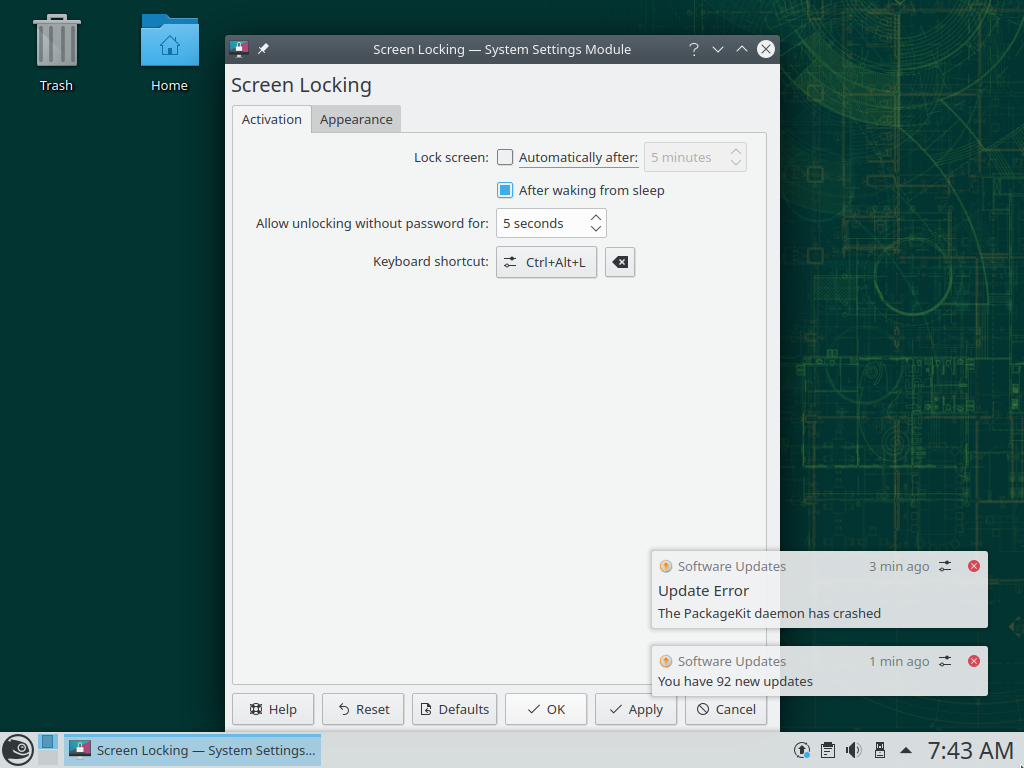 Trash
Home
Screen Locking — System Settings Module
Screen Locking
Activation
Appearance
Lock screen:
Automatically after:
5 minutes
After waking from sleep
Allow unlocking without password for:
5 seconds
Keyboard shortcut:
Ctrl+Alt+L
Software Updates
3 min ago
Update Error
The PackageKit daemon has crashed
Software Updates
1 min ago
You have 92 new updates
Help
Reset
Defaults
OK
Apply
Cancel
Screen Locking — System Settings...
7:43 AM